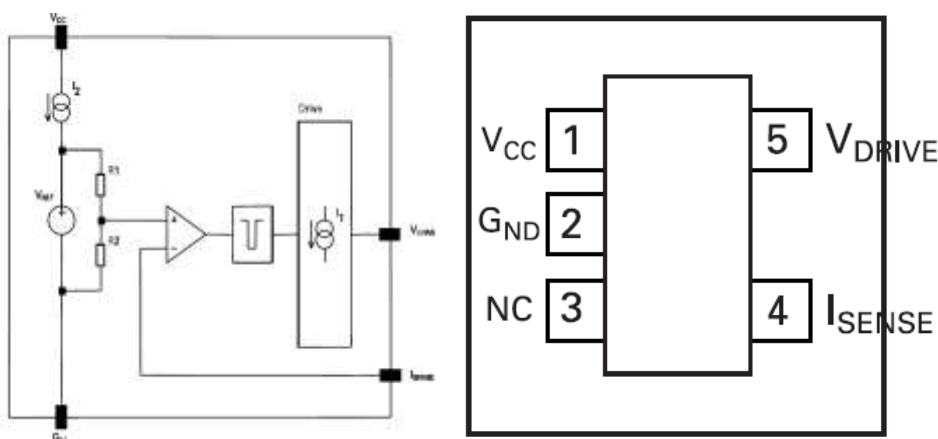 VCC
I2
R1
VREF
R2
+
-
Drive
I1
VDRIVE
ISENSE
VCC 1
GND 2
NC 3
5 VDRIVE
4 ISENSE